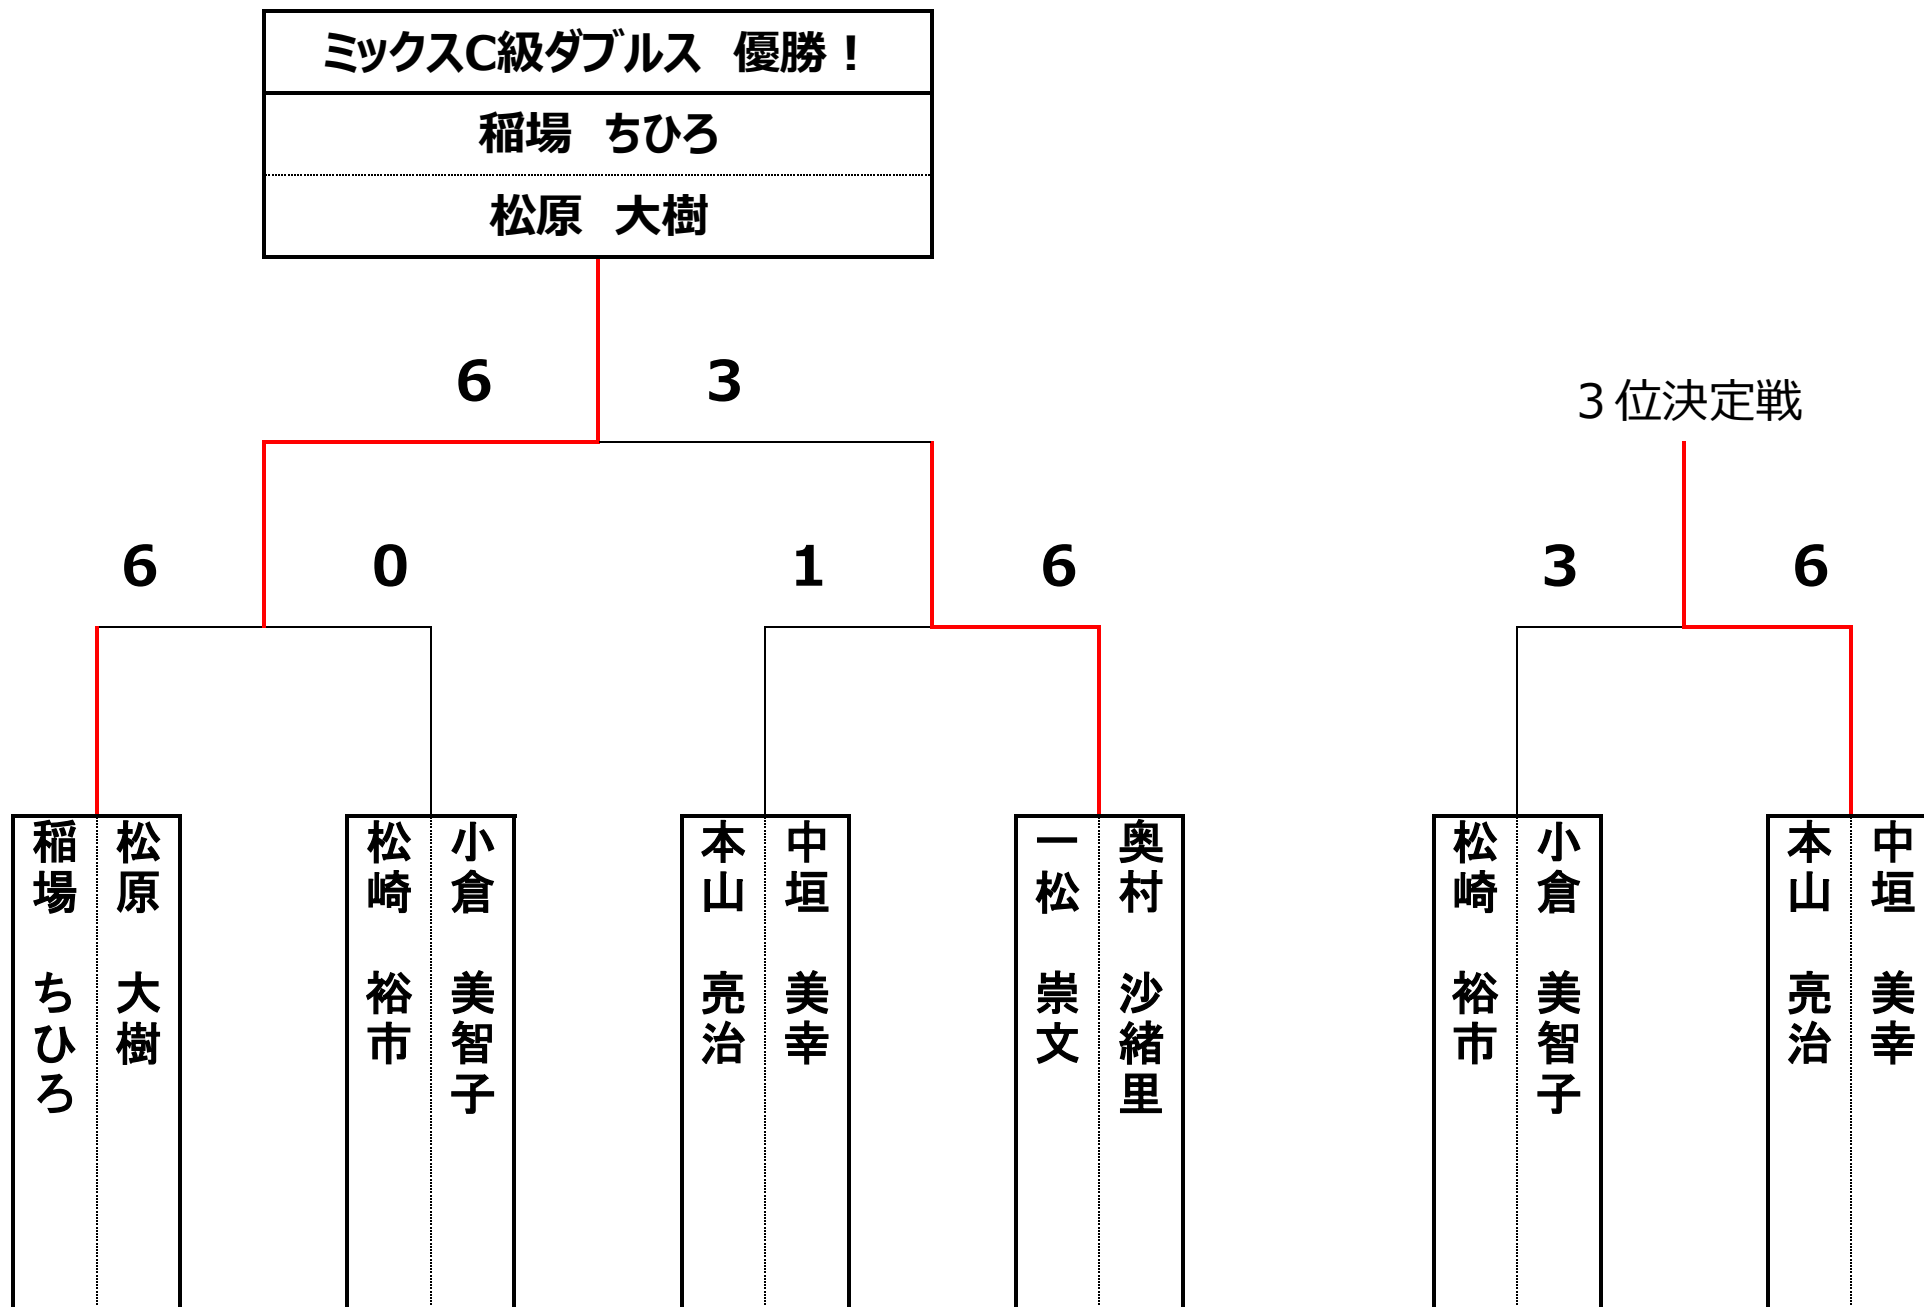 ミックスC級ダブルス　優勝！
稲場　ちひろ
松原　大樹
6 3
３位決定戦
6 0 1 6 3 6
稲場　ちひろ
松原　大樹
松崎　裕市
小倉　美智子
本山　亮治
中垣　美幸
一松　崇文
奥村　沙緒里
松崎　裕市
小倉　美智子
本山　亮治
中垣　美幸